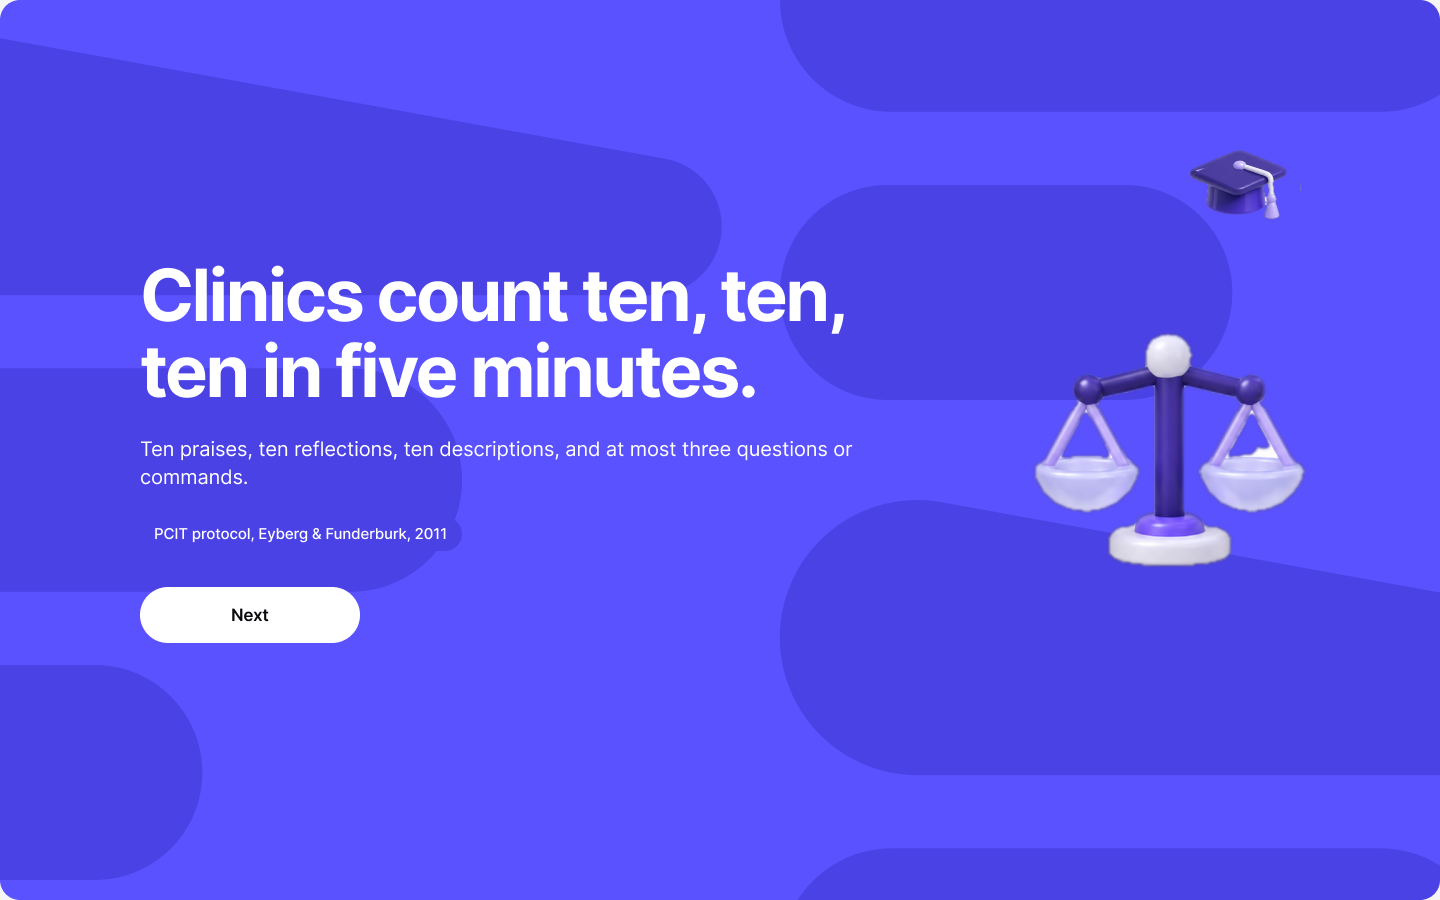 Clinics count ten, ten,
ten in five minutes.
Ten praises, ten reflections, ten descriptions, and at most three questions or
commands.
PCIT protocol, Eyberg & Funderburk, 2011
Next